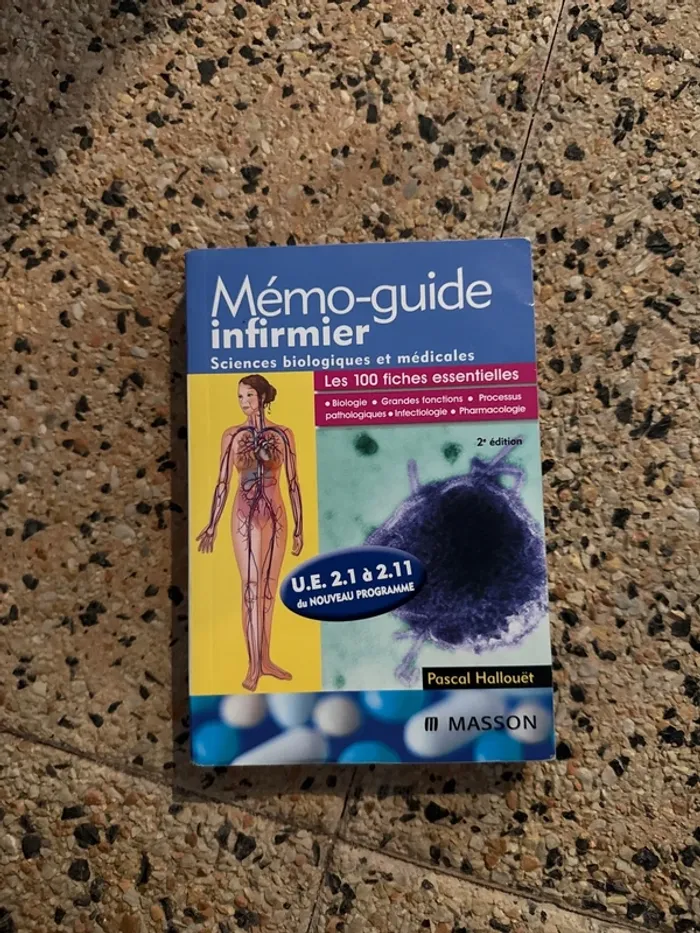 Mémo-guide
infirmier
Sciences biologiques et médicales
Les 100 fiches essentielles
• Biologie • Grandes fonctions • Processus
pathologiques • Infectiologie • Pharmacologie
2e édition
U.E. 2.1 à 2.11
du NOUVEAU PROGRAMME
Pascal Hallouët
MASSON